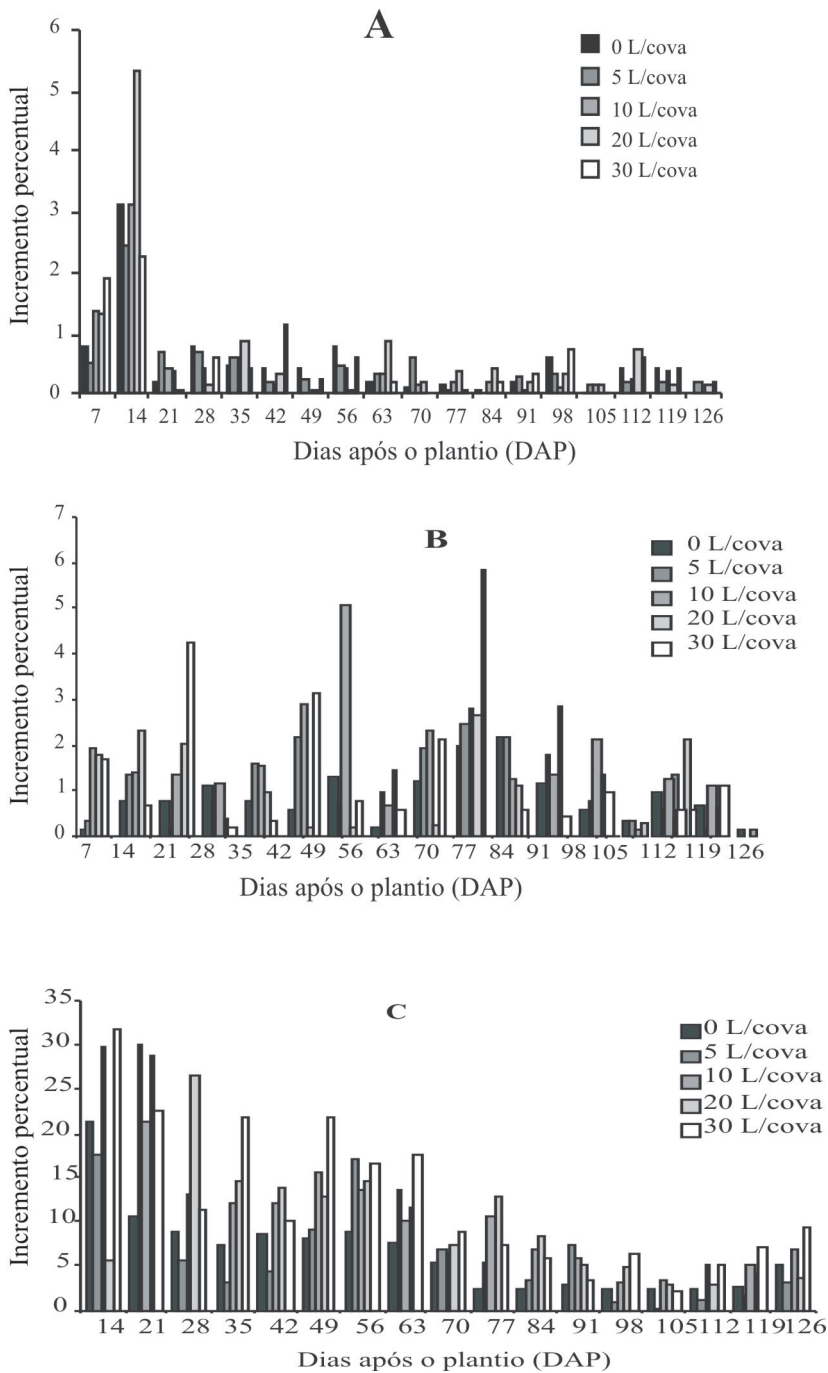 A
Incremento percentual
6
5
4
3
2
1
0
0 L/cova
5 L/cova
10 L/cova
20 L/cova
30 L/cova
7 14 21 28 35 42 49 56 63 70 77 84 91 98 105 112 119 126
Dias após o plantio (DAP)
B
Incremento percentual
7
6
5
4
3
2
1
0
0 L/cova
5 L/cova
10 L/cova
20 L/cova
30 L/cova
7 14 21 28 35 42 49 56 63 70 77 84 91 98 105 112 119 126
Dias após o plantio (DAP)
C
Incremento percentual
35
30
25
20
15
10
5
0
0 L/cova
5 L/cova
10 L/cova
20 L/cova
30 L/cova
14 21 28 35 42 49 56 63 70 77 84 91 98 105 112 119 126
Dias após o plantio (DAP)